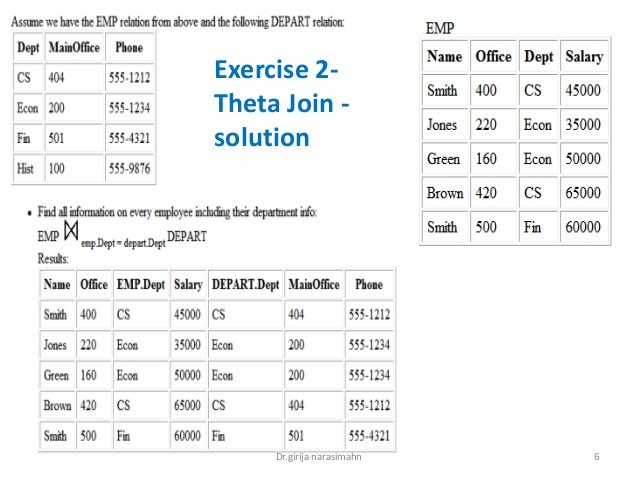 Assume we have the EMP relation from above and the following DEPART relation:
Dept MainOffice Phone
CS 404 555-1212
Econ 200 555-1234
Fin 501 555-4321
Hist 100 555-9876
Exercise 2-
Theta Join -
solution
EMP
Name Office Dept Salary
Smith 400 CS 45000
Jones 220 Econ 35000
Green 160 Econ 50000
Brown 420 CS 65000
Smith 500 Fin 60000
• Find all information on every employee including their department info:
EMP ⋈ emp.Dept = depart.Dept DEPART
Results:
Name Office EMP.Dept Salary DEPART.Dept MainOffice Phone
Smith 400 CS 45000 CS 404 555-1212
Jones 220 Econ 35000 Econ 200 555-1234
Green 160 Econ 50000 Econ 200 555-1234
Brown 420 CS 65000 CS 404 555-1212
Smith 500 Fin 60000 Fin 501 555-4321
Dr.girija narasimahn
6